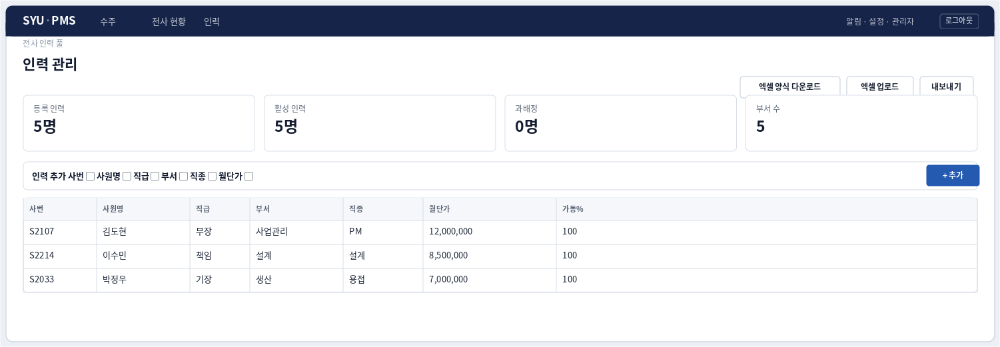 SYU·PMS 수주 전사 현황 인력 알림 · 설정 · 관리자 로그아웃
전사 인력 풀
인력 관리
엑셀 양식 다운로드 엑셀 업로드 내보내기
등록 인력 활성 인력 과배정 부서 수
5명 5명 0명 5
인력 추가 사번 □ 사원명 □ 직급 □ 부서 □ 직종 □ 월단가 □ + 추가
사번 사원명 직급 부서 직종 월단가 가동%
S2107 김도현 부장 사업관리 PM 12,000,000 100
S2214 이수민 책임 설계 설계 8,500,000 100
S2033 박정우 기장 생산 용접 7,000,000 100